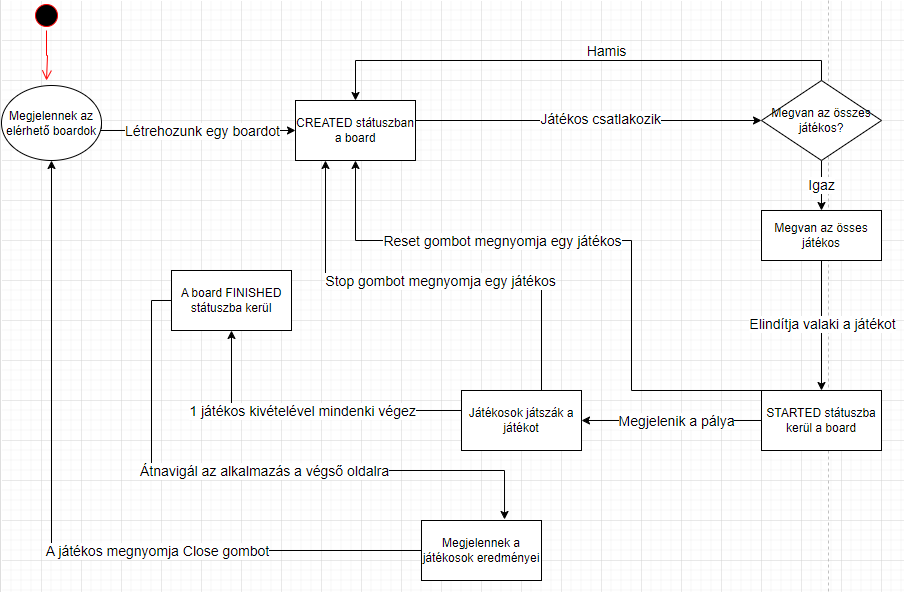 Hamis
Megjelennek az
elérhető boardok
Létrehozunk egy boardot
CREATED státuszban
a board
Játékos csatlakozik
Megvan az összes
játékos?
Igaz
Megvan az össes
játékos
Reset gombot megnyomja egy játékos
Stop gombot megnyomja egy játékos
A board FINISHED
státuszba kerül
Elindítja valaki a játékot
1 játékos kivételével mindenki végez
Játékosok játszák a
játékot
Megjelenik a pálya
STARTED státuszba
kerül a board
Átnavigál az alkalmazás a végső oldalra
Megjelennek a
játékosok eredményei
A játékos megnyomja Close gombot